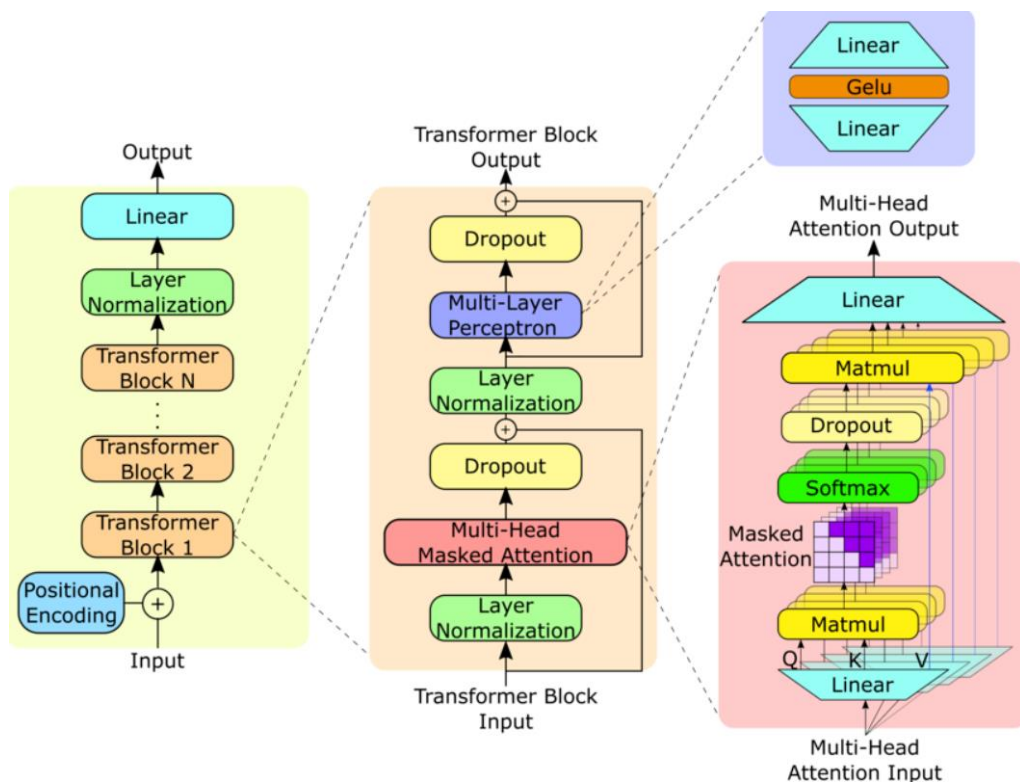 Output
Linear
Layer
Normalization
Transformer
Block N
Transformer
Block 2
Transformer
Block 1
Positional
Encoding
+
Input
Transformer Block
Output
+
Dropout
Multi-Layer
Perceptron
Layer
Normalization
+
Dropout
Multi-Head
Masked Attention
Layer
Normalization
Transformer Block
Input
Linear
Gelu
Linear
Multi-Head
Attention Output
Linear
Matmul
Dropout
Softmax
Masked
Attention
Matmul
Q K V
Linear
Multi-Head
Attention Input